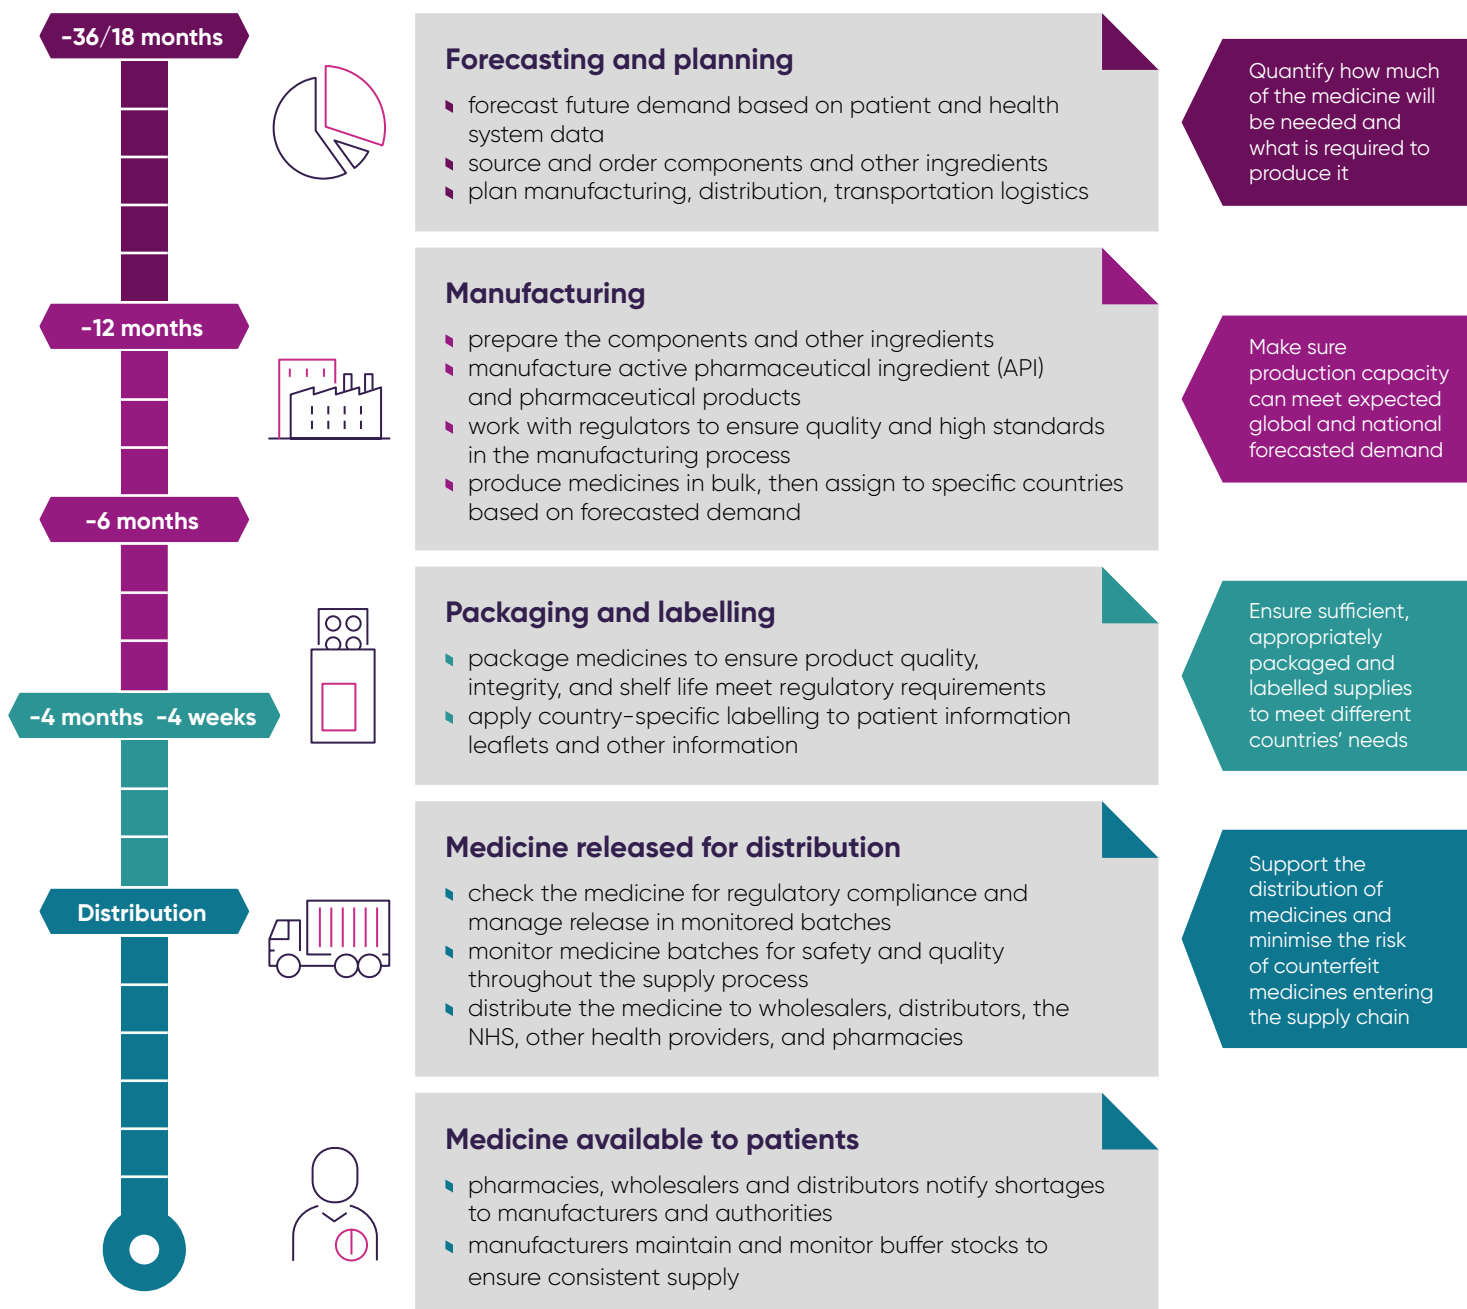 -36/18 months
Forecasting and planning
forecast future demand based on patient and health
system data
source and order components and other ingredients
plan manufacturing, distribution, transportation logistics
Quantify how much
of the medicine will
be needed and
what is required to
produce it
-12 months
Manufacturing
prepare the components and other ingredients
manufacture active pharmaceutical ingredient (API)
and pharmaceutical products
work with regulators to ensure quality and high standards
in the manufacturing process
produce medicines in bulk, then assign to specific countries
based on forecasted demand
Make sure
production capacity
can meet expected
global and national
forecasted demand
-6 months
Packaging and labelling
package medicines to ensure product quality,
integrity, and shelf life meet regulatory requirements
apply country-specific labelling to patient information
leaflets and other information
Ensure sufficient,
appropriately
packaged and
labelled supplies
to meet different
countries' needs
-4 months -4 weeks
Medicine released for distribution
check the medicine for regulatory compliance and
manage release in monitored batches
monitor medicine batches for safety and quality
throughout the supply process
distribute the medicine to wholesalers, distributors, the
NHS, other health providers, and pharmacies
Support the
distribution of
medicines and
minimise the risk
of counterfeit
medicines entering
the supply chain
Distribution
Medicine available to patients
pharmacies, wholesalers and distributors notify shortages
to manufacturers and authorities
manufacturers maintain and monitor buffer stocks to
ensure consistent supply